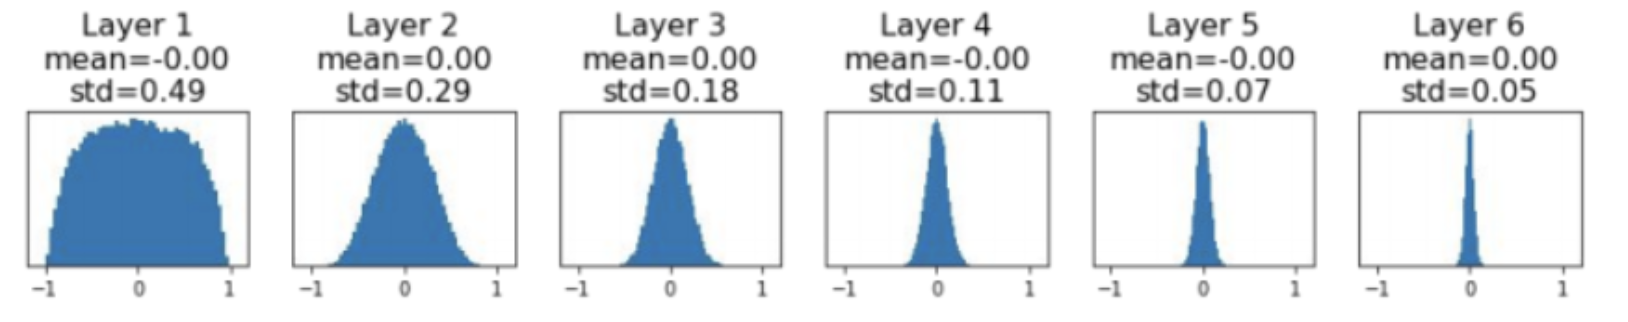 Layer 1
mean=-0.00
std=0.49
-1 0 1
Layer 2
mean=0.00
std=0.29
-1 0 1
Layer 3
mean=0.00
std=0.18
-1 0 1
Layer 4
mean=-0.00
std=0.11
-1 0 1
Layer 5
mean=-0.00
std=0.07
-1 0 1
Layer 6
mean=0.00
std=0.05
-1 0 1